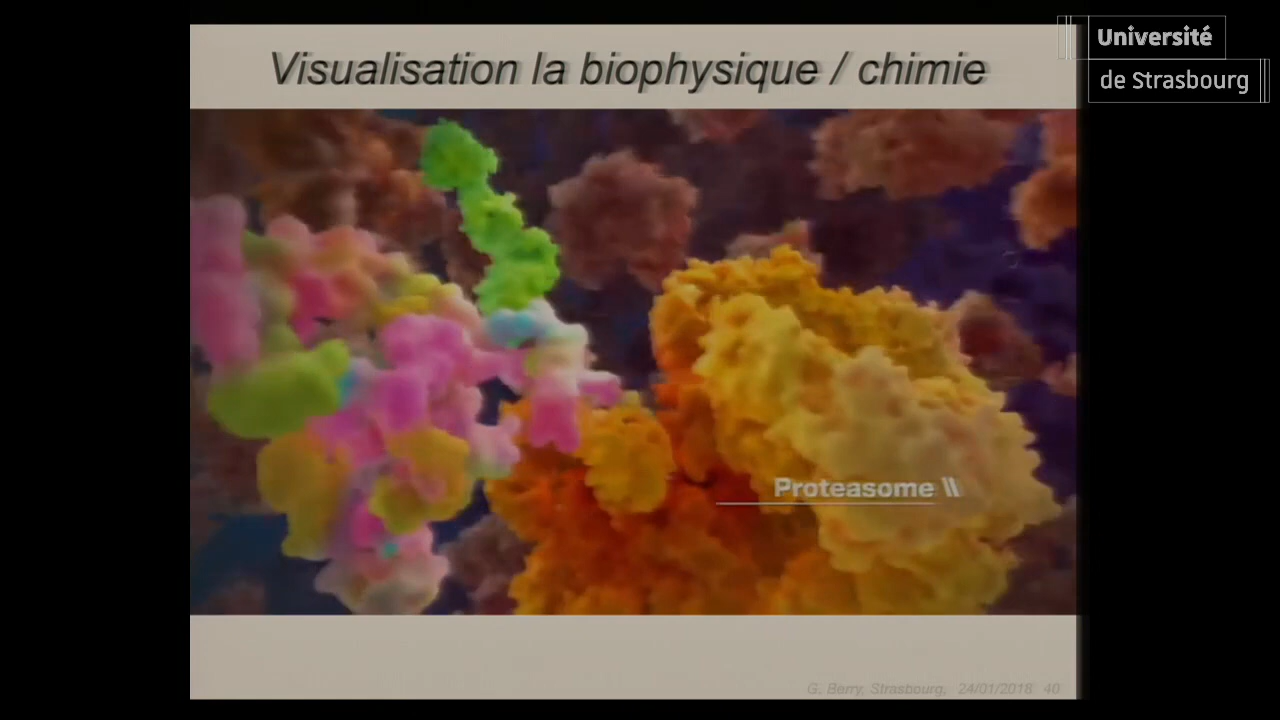 Visualisation la biophysique / chimie
Université
de Strasbourg
Proteasome \\
G. Berry, Strasbourg, 24/01/2018 40